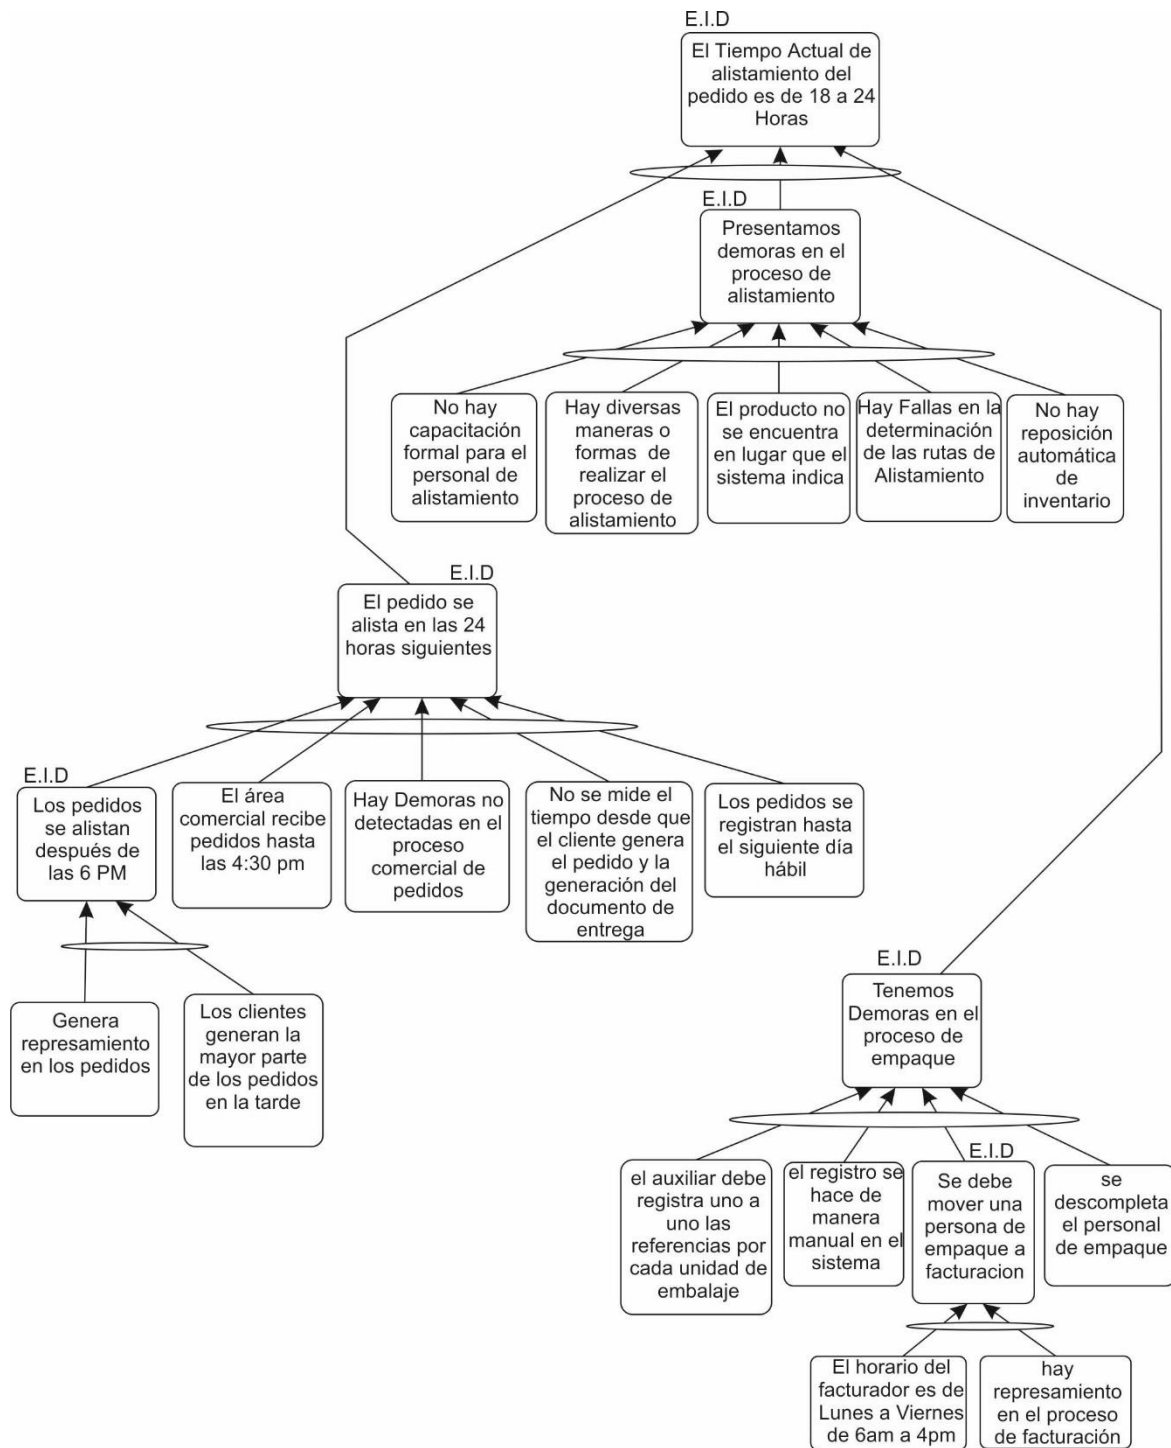 E.I.D
El Tiempo Actual de
alistamiento del
pedido es de 18 a 24
Horas
E.I.D
Presentamos
demoras en el
proceso de
alistamiento
No hay
capacitación
formal para el
personal de
alistamiento
Hay diversas
maneras o
formas de
realizar el
proceso de
alistamiento
El producto no
se encuentra
en lugar que el
sistema indica
Hay Fallas en la
determinación
de las rutas de
Alistamiento
No hay
reposición
automática
de
inventario
E.I.D
El pedido se
alista en las 24
horas siguientes
E.I.D
Los pedidos
se alistan
después de
las 6 PM
El área
comercial recibe
pedidos hasta
las 4:30 pm
Hay Demoras no
detectadas en el
proceso
comercial de
pedidos
No se mide el
tiempo desde que
el cliente genera
el pedido y la
generación del
documento de
entrega
Los pedidos se
registran hasta
el siguiente día
hábil
Genera
represamiento
en los pedidos
Los clientes
generan la
mayor parte
de los pedidos
en la tarde
E.I.D
Tenemos
Demoras en el
proceso de
empaque
el auxiliar debe
registra uno a
uno las
referencias por
cada unidad de
embalaje
el registro se
hace de
manera
manual en el
sistema
E.I.D
Se debe
mover una
persona de
empaque a
facturacion
se
descompleta
el personal
de empaque
El horario del
facturador es de
Lunes a Viernes
de 6am a 4pm
hay
represamiento
en el proceso
de facturación